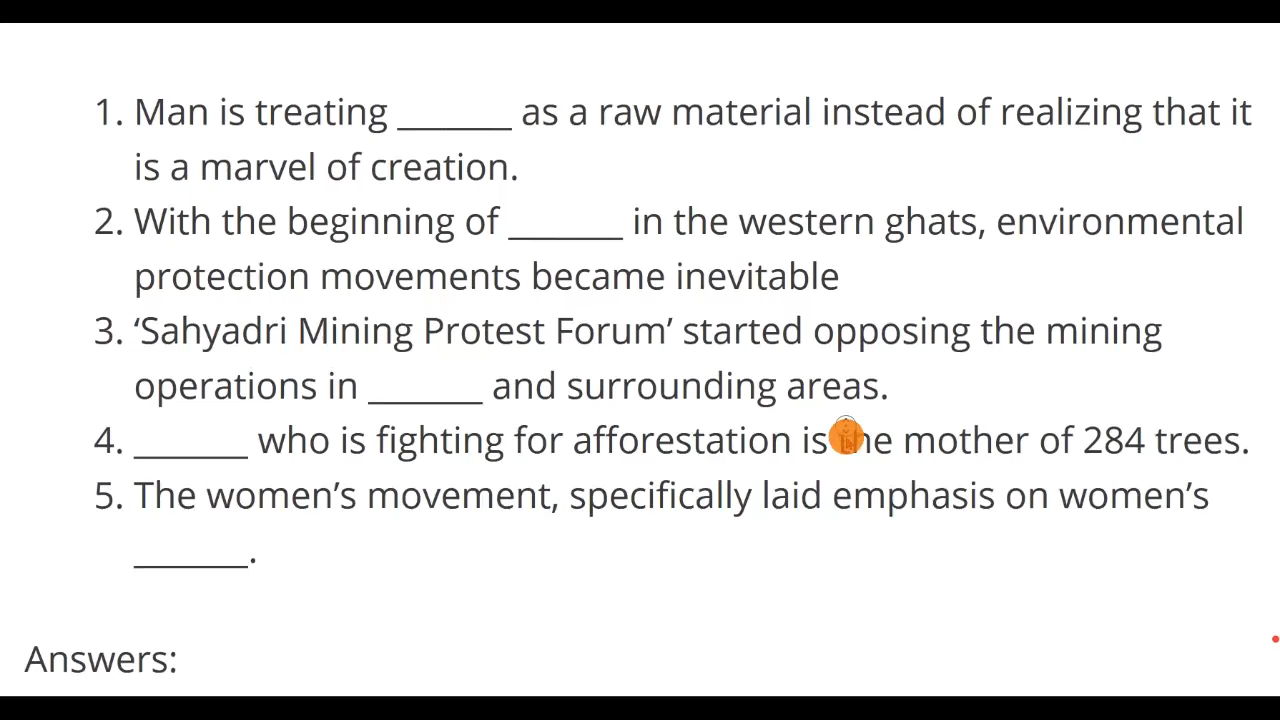 1. Man is treating _______ as a raw material instead of realizing that it
is a marvel of creation.
2. With the beginning of _______ in the western ghats, environmental
protection movements became inevitable
3. ‘Sahyadri Mining Protest Forum’ started opposing the mining
operations in _______ and surrounding areas.
4. _______ who is fighting for afforestation is the mother of 284 trees.
5. The women’s movement, specifically laid emphasis on women’s
_______.
Answers: